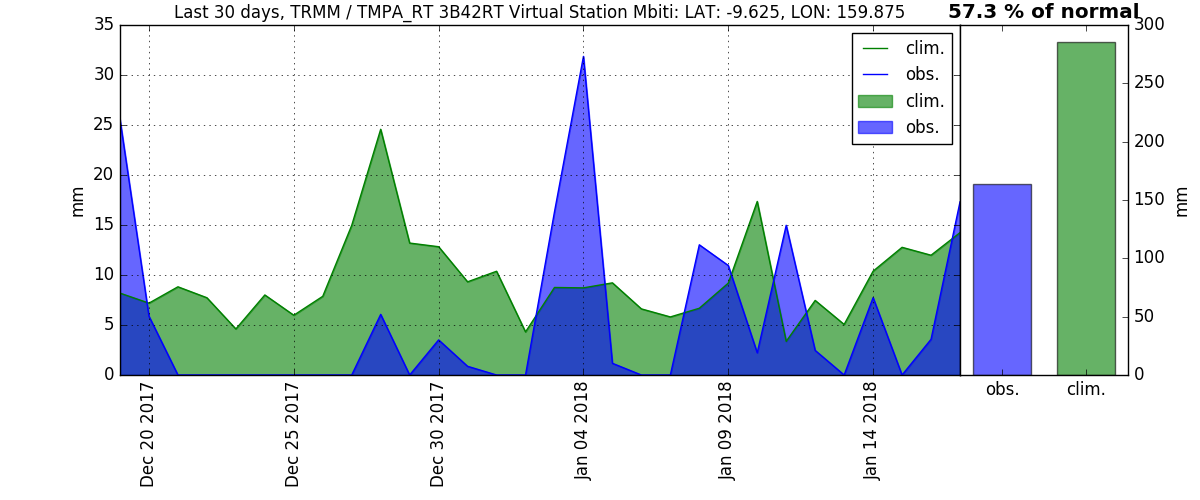 Last 30 days, TRMM / TMPA_RT 3B42RT Virtual Station Mbiti: LAT: -9.625, LON: 159.875
57.3 % of normal
35
30
25
20
15
10
5
0
mm
clim.
obs.
clim.
obs.
300
250
200
150
100
50
0
mm
obs.
clim.
Dec 20 2017
Dec 25 2017
Dec 30 2017
Jan 04 2018
Jan 09 2018
Jan 14 2018